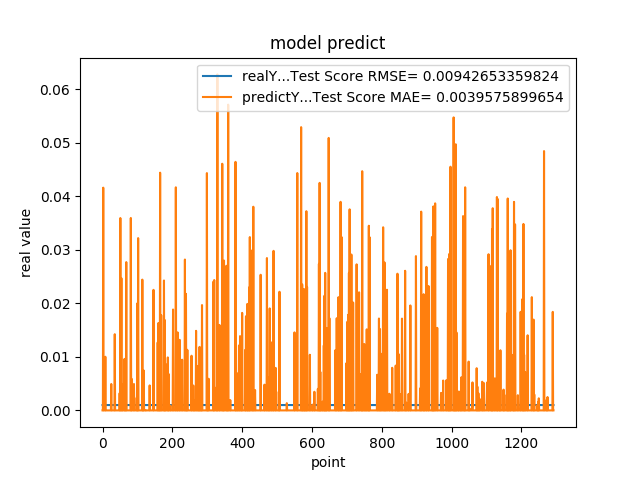 model predict
realY...Test Score RMSE= 0.00942653359824
predictY...Test Score MAE= 0.0039575899654
real value
0.06
0.05
0.04
0.03
0.02
0.01
0.00
0 200 400 600 800 1000 1200
point